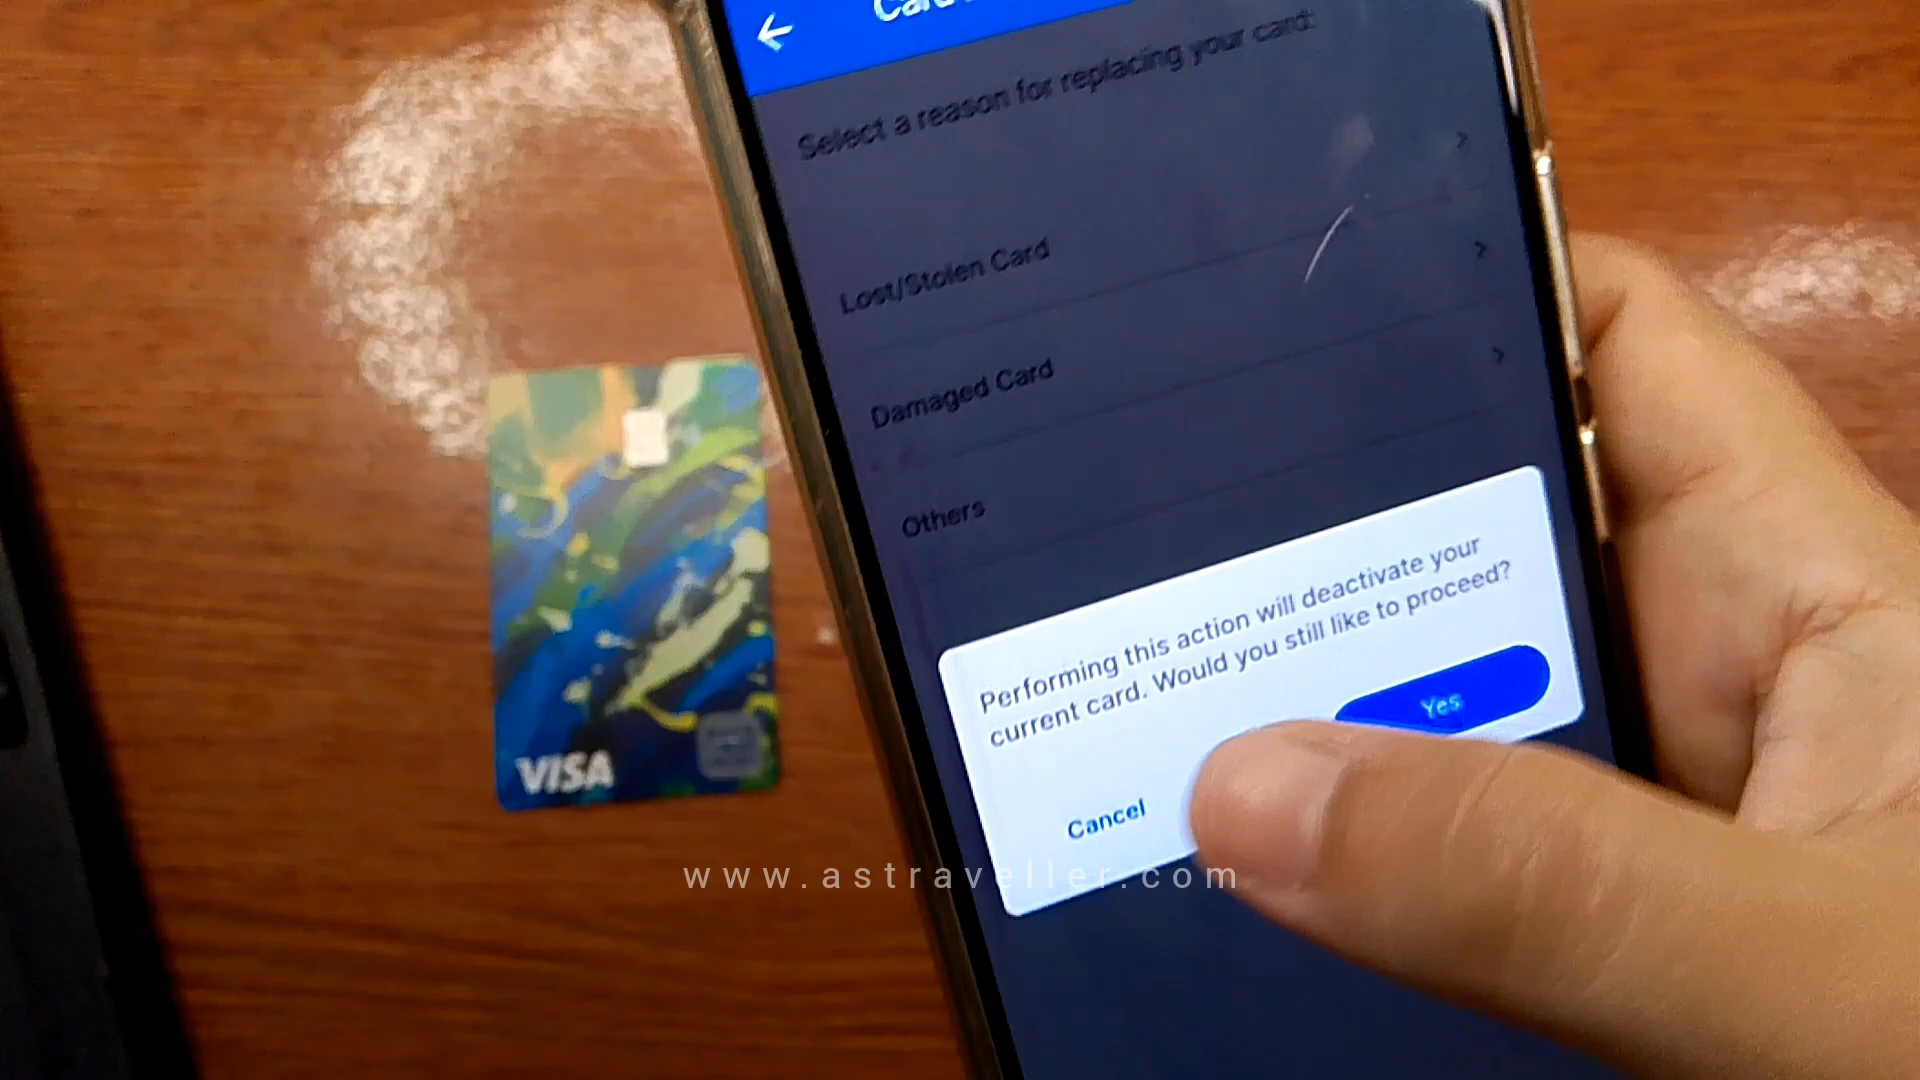 Select a reason for replacing your card:
Lost/Stolen Card
Damaged Card
Others
Performing this action will deactivate your
current card. Would you still like to proceed?
Yes
Cancel
VISA
www.astraveller.com